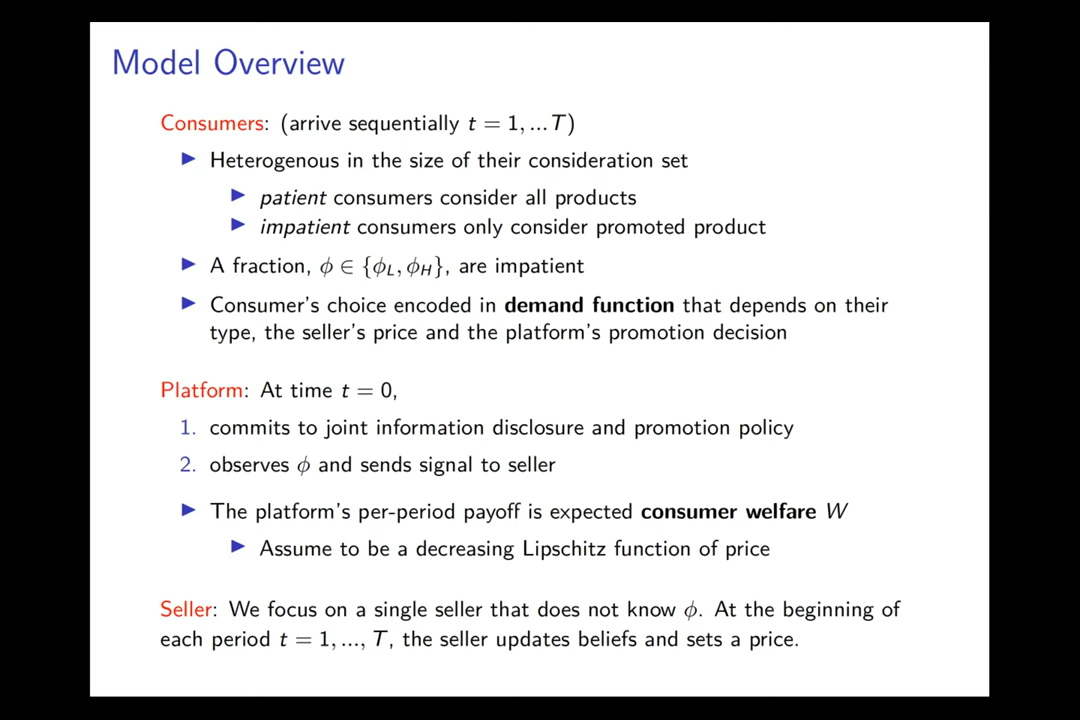 Model Overview
Consumers: (arrive sequentially t = 1, ... T)
▶ Heterogenous in the size of their consideration set
▶ patient consumers consider all products
▶ impatient consumers only consider promoted product
▶ A fraction, ϕ ∈ {ϕL, ϕH}, are impatient
▶ Consumer's choice encoded in demand function that depends on their
type, the seller's price and the platform's promotion decision
Platform: At time t = 0,
1. commits to joint information disclosure and promotion policy
2. observes ϕ and sends signal to seller
▶ The platform's per-period payoff is expected consumer welfare W
▶ Assume to be a decreasing Lipschitz function of price
Seller: We focus on a single seller that does not know ϕ. At the beginning of
each period t = 1, ..., T, the seller updates beliefs and sets a price.